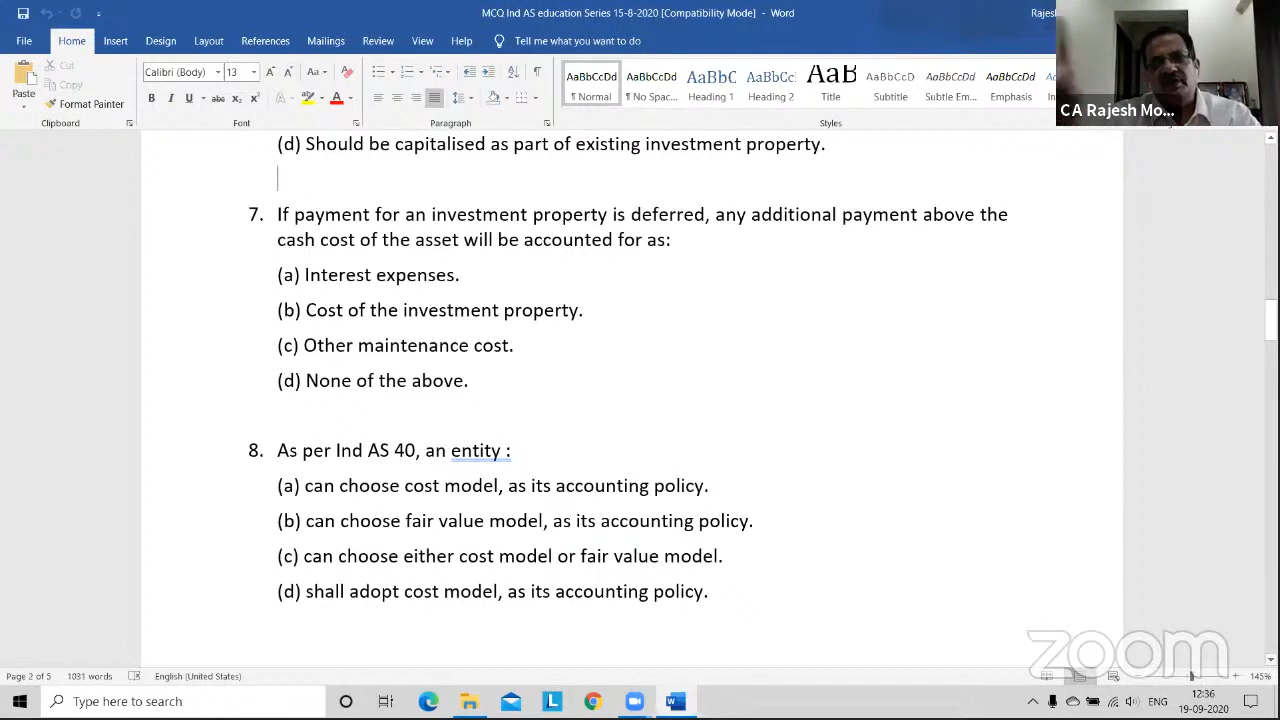 MCQ Ind AS education Series 15-8-2020 [Compatibility Mode] - Word
Rajes
File Home Insert Design Layout References Mailings Review View Help Tell me what you want to do
Paste
Cut
Copy
Format Painter
Clipboard
Calibri (Body) 13
Font
Paragraph
AaBbCcDd AaBbCcDd AaBbC AaBbCc AaB AaBbCcD AaBbCcDd AaBbCcDd
¶ Normal ¶ No Spac... Heading 1 Heading 2 Title Subtitle Subtle Em... Emphasis
Styles
C A Rajesh Mo...
(d) Should be capitalised as part of existing investment property.
7. If payment for an investment property is deferred, any additional payment above the
cash cost of the asset will be accounted for as:
(a) Interest expenses.
(b) Cost of the investment property.
(c) Other maintenance cost.
(d) None of the above.
8. As per Ind AS 40, an entity :
(a) can choose cost model, as its accounting policy.
(b) can choose fair value model, as its accounting policy.
(c) can choose either cost model or fair value model.
(d) shall adopt cost model, as its accounting policy.
zoom
Page 2 of 5 1031 words English (United States) 145%
Type here to search
ENG
12:36
19-09-2020